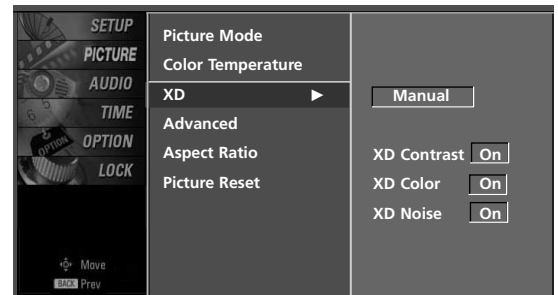 SETUP
PICTURE
AUDIO
TIME
OPTION
LOCK
Move
BACK Prev
Picture Mode
Color Temperature
XD ►
Advanced
Aspect Ratio
Picture Reset
Manual
XD Contrast On
XD Color On
XD Noise On